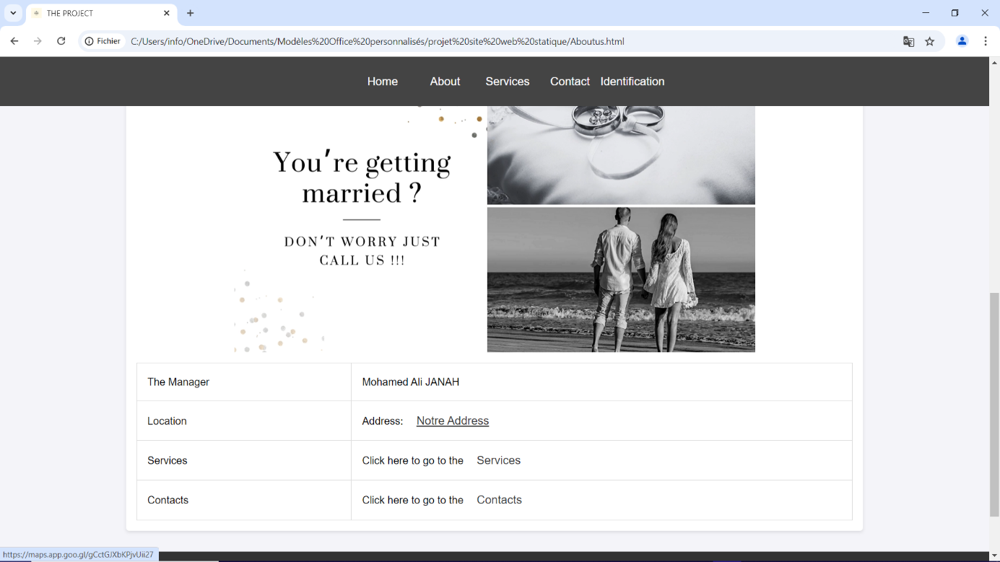 THE PROJECT
Fichier C:/Users/info/OneDrive/Documents/Modèles%20Office%20personnalisés/projet%20site%20web%20statique/Aboutus.html
Home About Services Contact Identification
You're getting
married ?
DON'T WORRY JUST
CALL US !!!
The Manager Mohamed Ali JANAH
Location Address: Notre Address
Services Click here to go to the Services
Contacts Click here to go to the Contacts
https://maps.app.goo.gl/gCctGJXbKPjvUii27